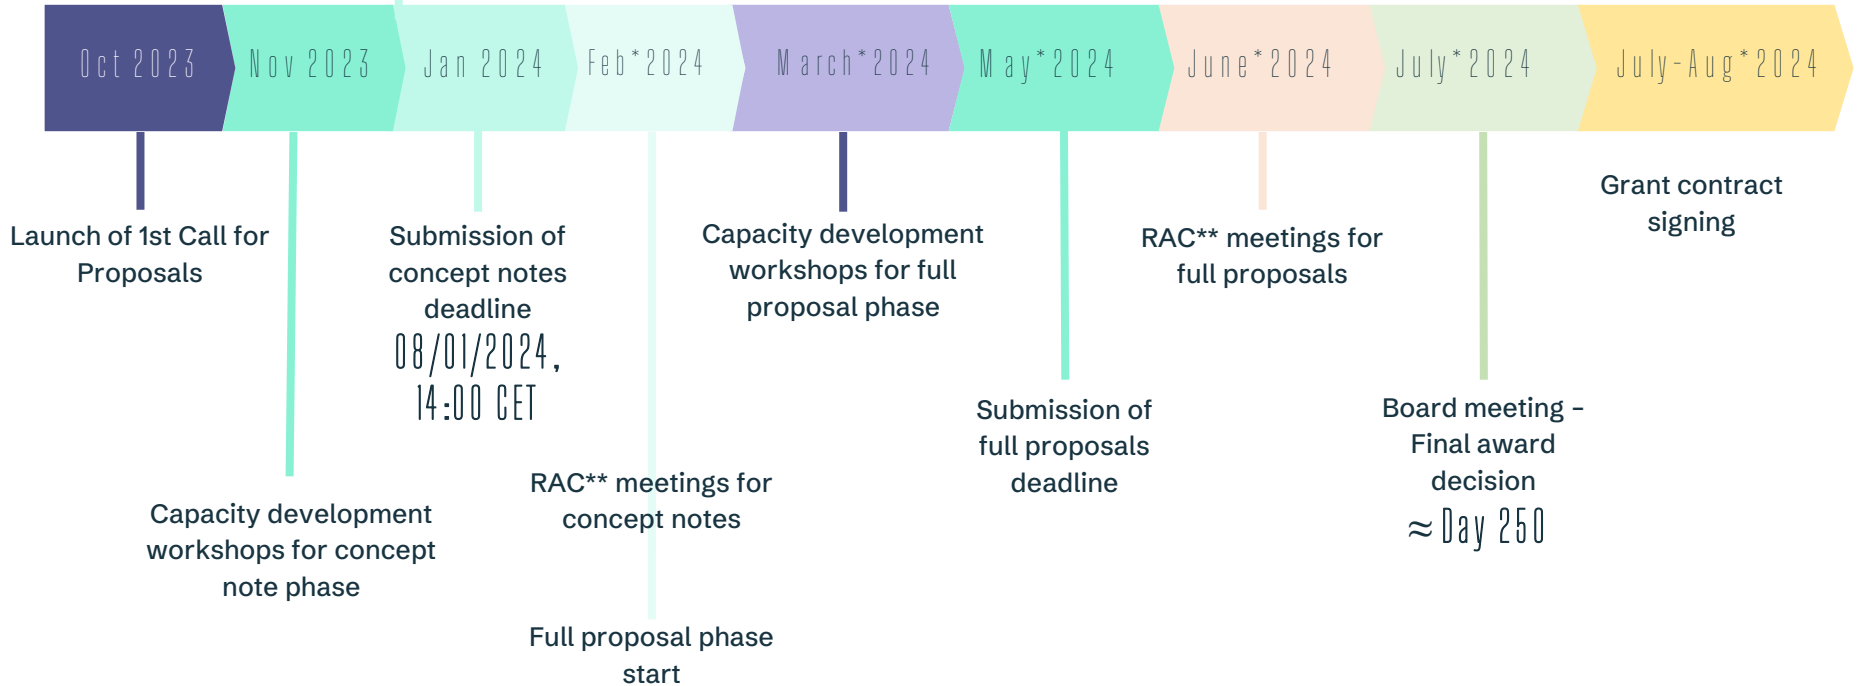 Oct 2023
Nov 2023
Jan 2024
Feb*2024
March*2024
May*2024
June*2024
July*2024
July-Aug*2024
Launch of 1st Call for
Proposals
Capacity development
workshops for concept
note phase
Submission of
concept notes
deadline
08/01/2024,
14:00 CET
RAC** meetings for
concept notes
Full proposal phase
start
Capacity development
workshops for full
proposal phase
Submission of
full proposals
deadline
RAC** meetings for
full proposals
Board meeting –
Final award
decision
≈Day 250
Grant contract
signing